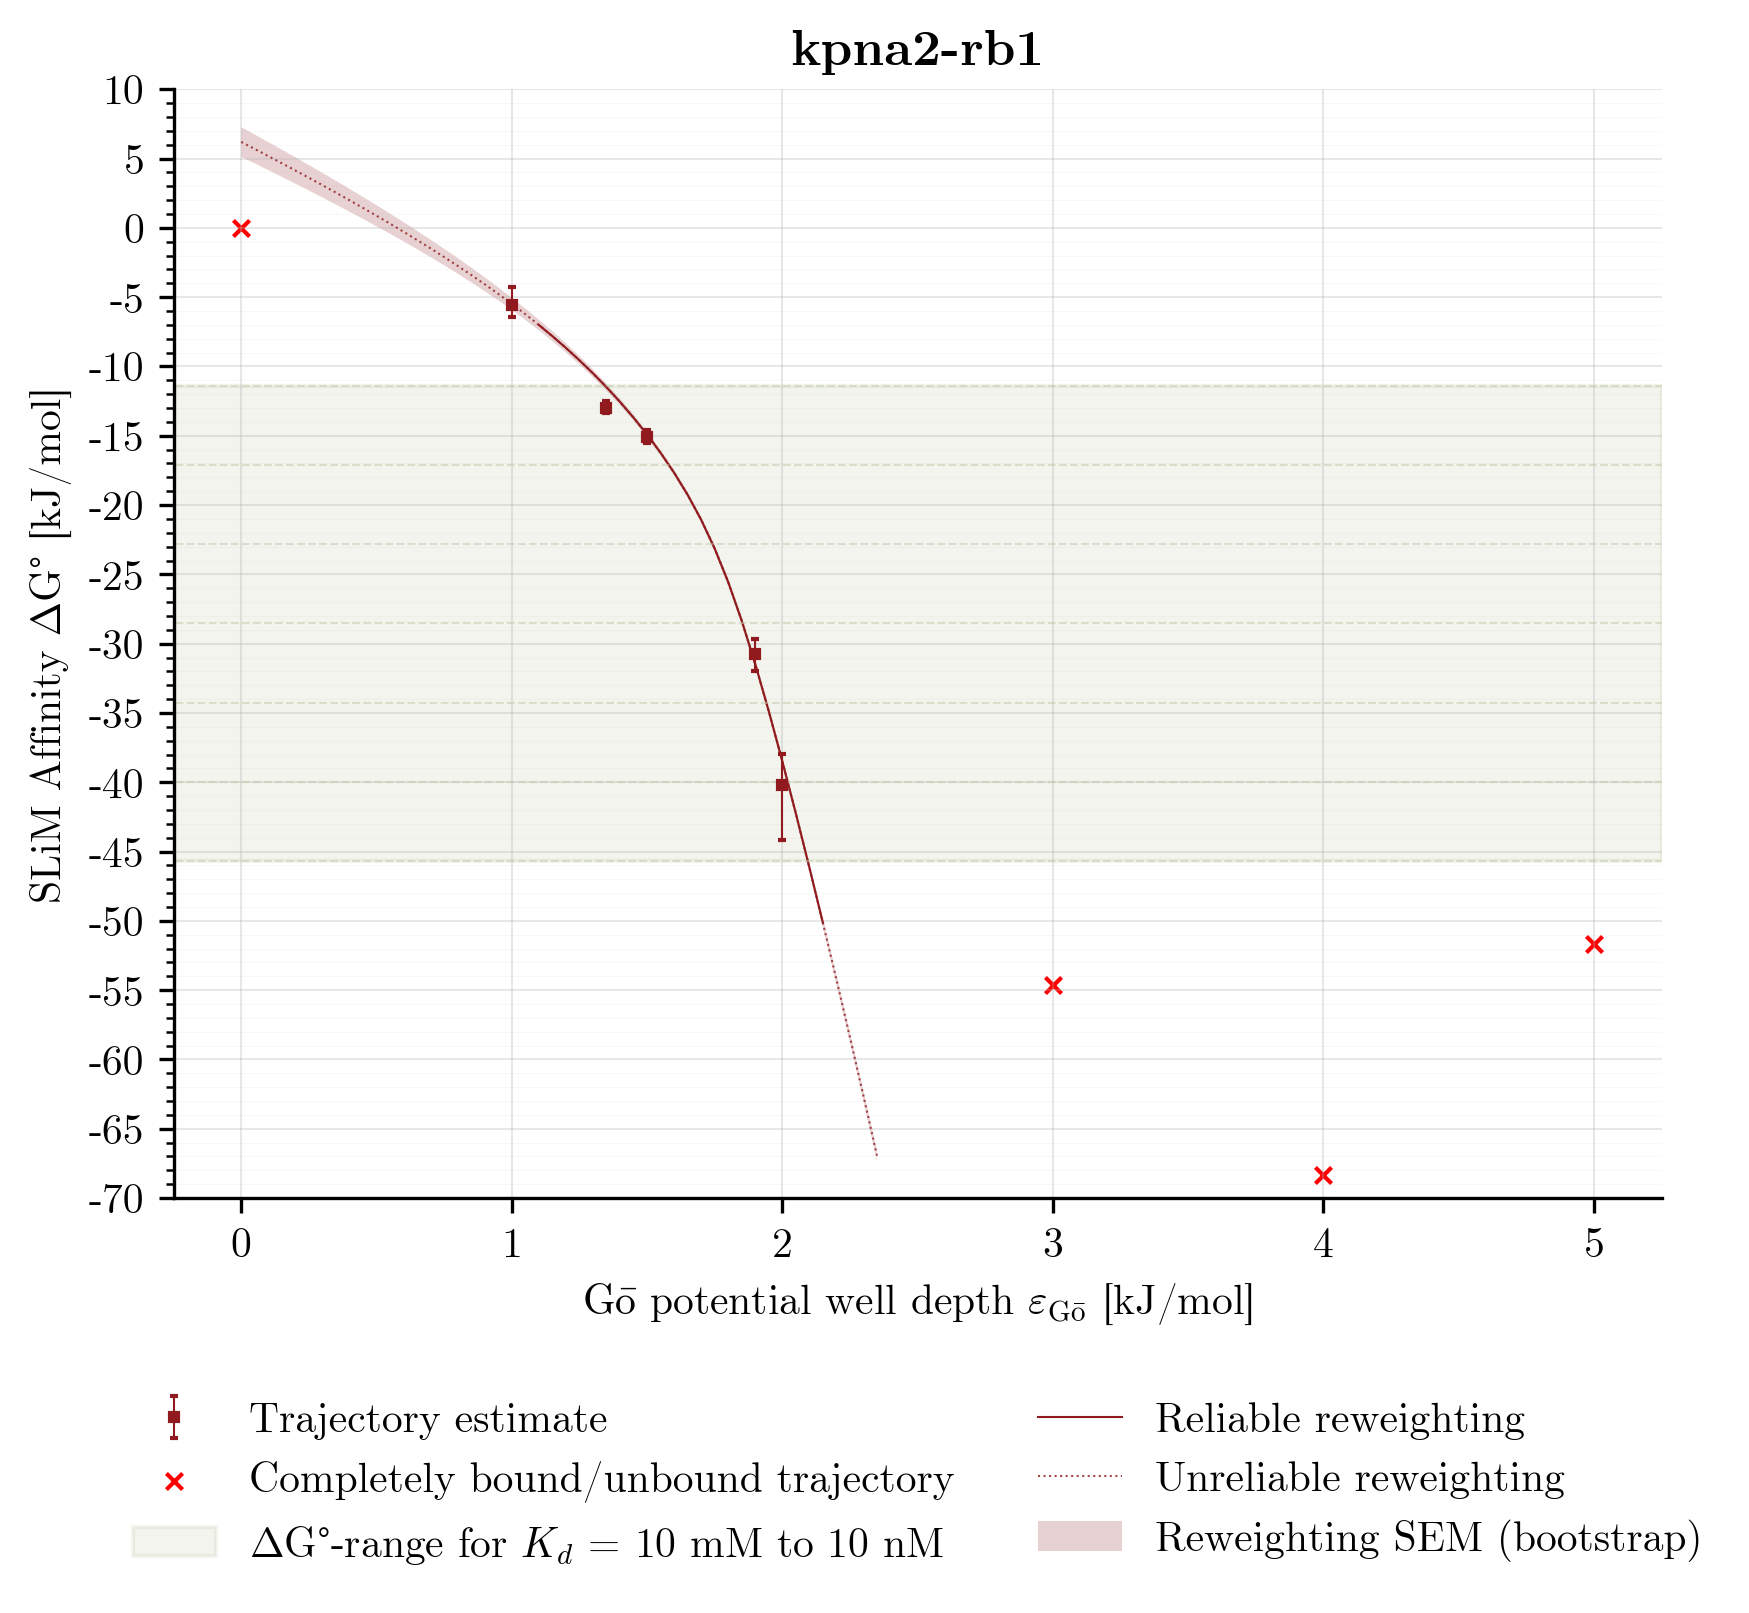 kpna2-rb1
10
5
0
-5
-10
-15
-20
-25
-30
-35
-40
-45
-50
-55
-60
-65
-70
SLiM Affinity ΔG° [kJ/mol]
0 1 2 3 4 5
Gō potential well depth ε_Gō [kJ/mol]
Trajectory estimate
Completely bound/unbound trajectory
ΔG°-range for K_d = 10 mM to 10 nM
Reliable reweighting
Unreliable reweighting
Reweighting SEM (bootstrap)